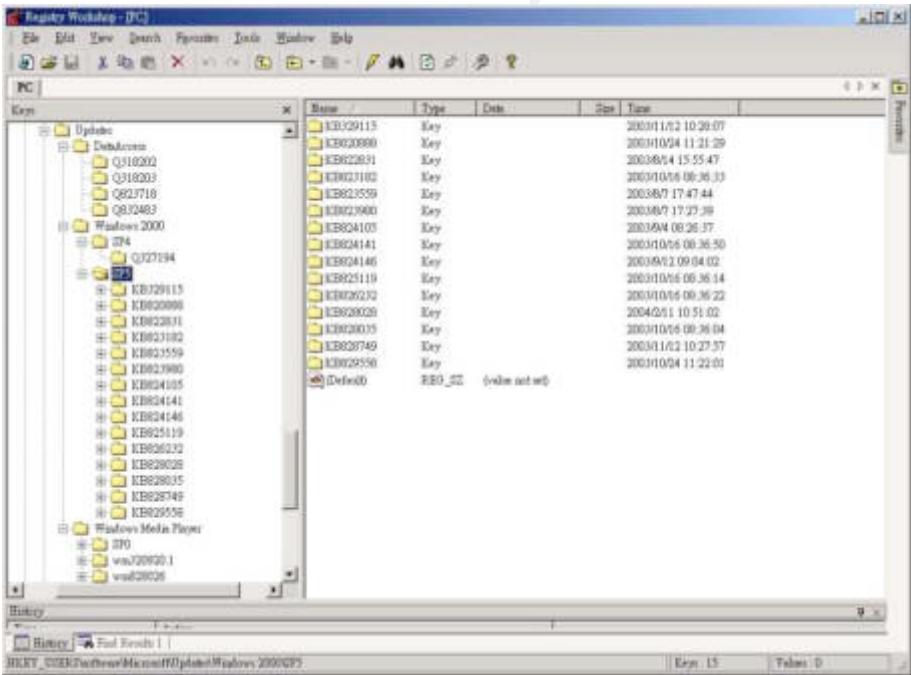 Registry Workshop - [PC]
File Edit View Search Favorites Tools Window Help
PC
Keys
Updates
DataAccess
Q318202
Q318203
Q823718
Q832483
Windows 2000
SP4
Q327194
SP5
KB329115
KB820888
KB822831
KB823182
KB823559
KB823980
KB824105
KB824141
KB824146
KB825119
KB826232
KB828028
KB828035
KB828749
KB829558
Windows Media Player
SP0
wm320920.1
wm828026
Name / Type Data Size Time
KB329115 Key 2003/11/12 10:28:07
KB820888 Key 2003/10/24 11:21:29
KB822831 Key 2003/8/14 15:55:47
KB823182 Key 2003/10/16 08:36:33
KB823559 Key 2003/8/7 17:47:44
KB823980 Key 2003/8/7 17:27:39
KB824105 Key 2003/9/4 08:26:37
KB824141 Key 2003/10/16 08:36:50
KB824146 Key 2003/9/12 09:04:02
KB825119 Key 2003/10/16 08:36:14
KB826232 Key 2003/10/16 08:36:22
KB828028 Key 2004/2/11 10:51:02
KB828035 Key 2003/10/16 08:36:04
KB828749 Key 2003/11/12 10:27:57
KB829558 Key 2003/10/24 11:22:01
(Default) REG_SZ (value not set)
Favorites
History
History Find Results 1
Keys: 15 Values: 0